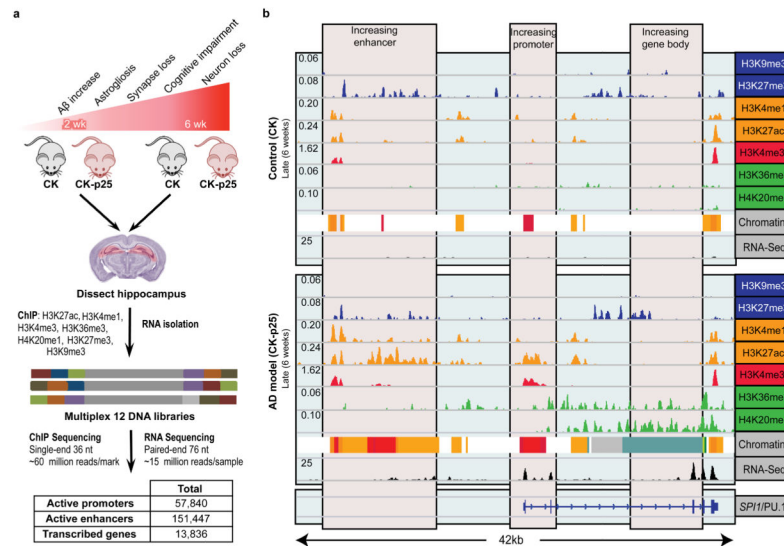 a
Aβ increase
Astrogliosis
Synapse loss
Cognitive impairment
Neuron loss
2 wk
6 wk
CK
CK-p25
CK
CK-p25
Dissect hippocampus
ChIP: H3K27ac, H3K4me1,
H3K4me3, H3K36me3,
H4K20me1, H3K27me3,
H3K9me3
RNA isolation
Multiplex 12 DNA libraries
ChIP Sequencing
Single-end 36 nt
~60 million reads/mark
RNA Sequencing
Paired-end 76 nt
~15 million reads/sample
Total
Active promoters 57,840
Active enhancers 151,447
Transcribed genes 13,836
b
Increasing
enhancer
Increasing
promoter
Increasing
gene body
Control (CK)
Late (6 weeks)
0.06 H3K9me3
0.08 H3K27me
0.20 H3K4me1
0.24 H3K27ac
1.62 H3K4me3
0.06 H3K36me
0.10 H4K20me
Chromatin
25 RNA-Seq
AD model (CK-p25)
Late (6 weeks)
0.06 H3K9me3
0.08 H3K27me
0.20 H3K4me1
0.24 H3K27ac
1.62 H3K4me3
0.06 H3K36me
0.10 H4K20me
Chromatin
25 RNA-Seq
SPI1/PU.1
42kb